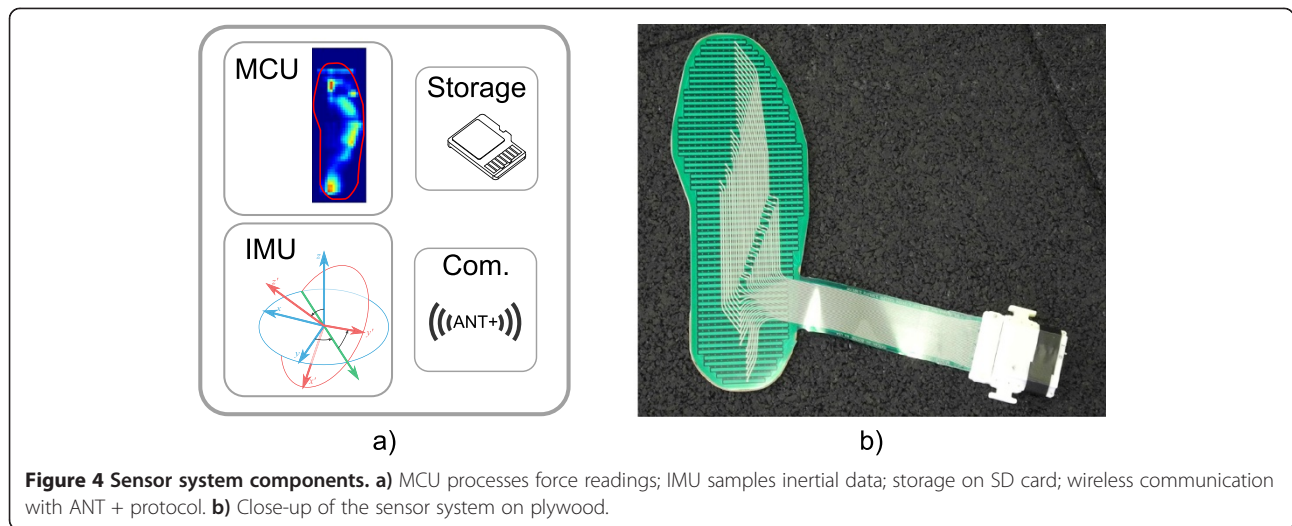 MCU
Storage
IMU
Com.
ANT+
a)
b)
Figure 4 Sensor system components. a) MCU processes force readings; IMU samples inertial data; storage on SD card; wireless communication
with ANT + protocol. b) Close-up of the sensor system on plywood.